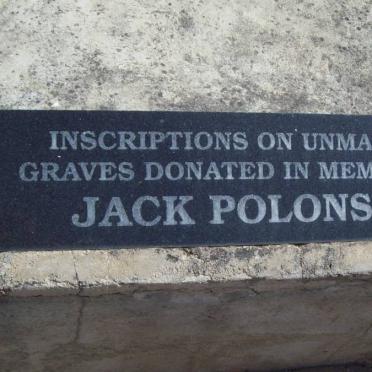 INSCRIPTIONS ON UNMA
GRAVES DONATED IN MEM
JACK POLONS